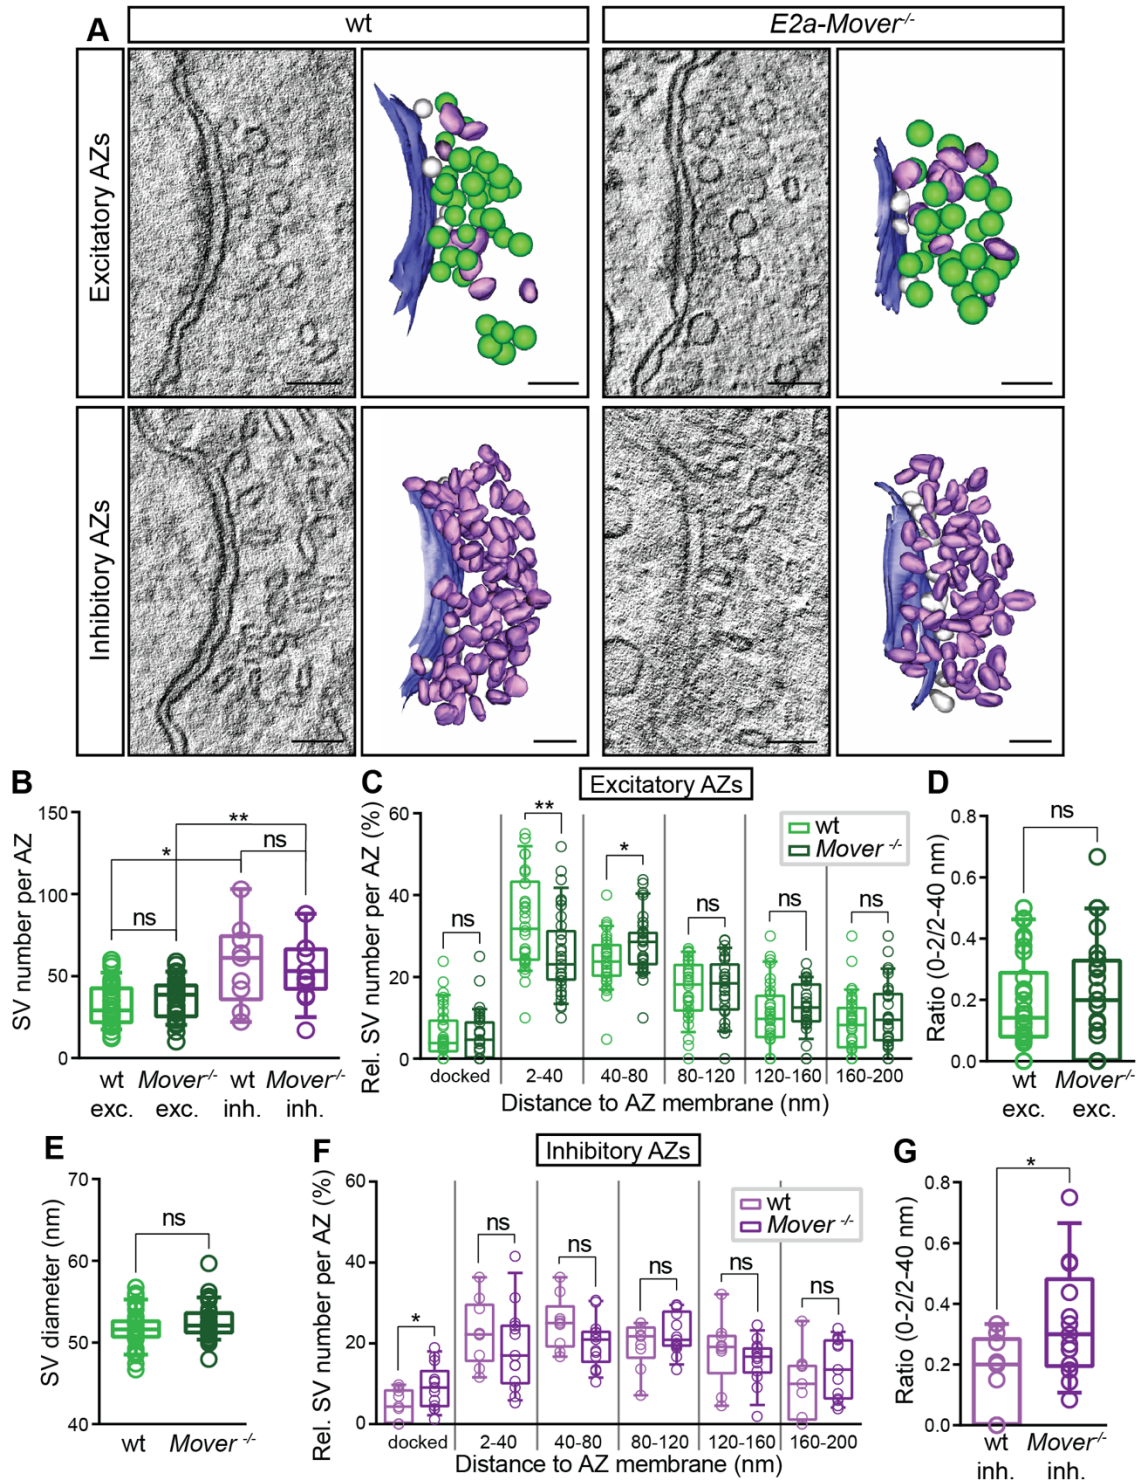 A
wt
E2a-Mover-/-
Excitatory AZs
Inhibitory AZs
B
SV number per AZ
150
100
50
0
ns
*
**
ns
wt Mover-/- wt Mover-/-
exc. exc. inh. inh.
C
Excitatory AZs
Rel. SV number per AZ (%)
60
40
20
0
wt
Mover -/-
ns
**
*
ns
ns
ns
docked 2-40 40-80 80-120 120-160 160-200
Distance to AZ membrane (nm)
D
Ratio (0-2/2-40 nm)
0.8
0.6
0.4
0.2
0.0
ns
wt Mover-/-
exc. exc.
E
SV diameter (nm)
70
60
50
40
ns
wt Mover -/-
F
Inhibitory AZs
Rel. SV number per AZ (%)
60
40
20
0
wt
Mover -/-
*
ns
ns
ns
ns
ns
docked 2-40 40-80 80-120 120-160 160-200
Distance to AZ membrane (nm)
G
Ratio (0-2/2-40 nm)
0.8
0.6
0.4
0.2
0.0
*
wt Mover-/-
inh. inh.